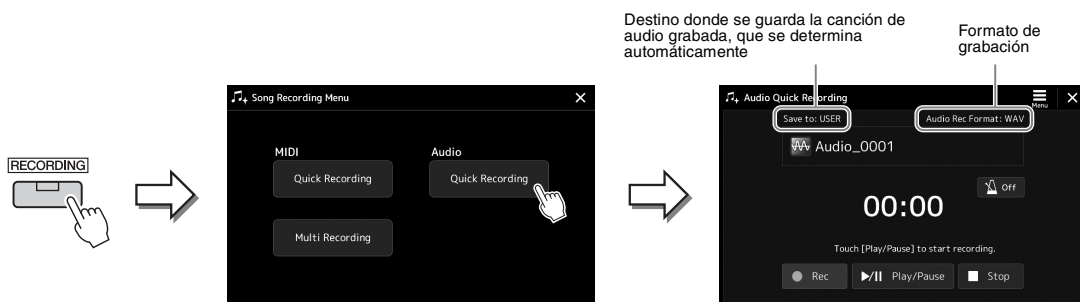 Destino donde se guarda la canción de
audio grabada, que se determina
automáticamente
Formato de
grabación
RECORDING
Song Recording Menu
MIDI
Audio
Quick Recording
Quick Recording
Multi Recording
Audio Quick Recording
Menu
Save to: USER
Audio Rec Format: WAV
Audio_0001
Off
00:00
Touch [Play/Pause] to start recording.
Rec
Play/Pause
Stop